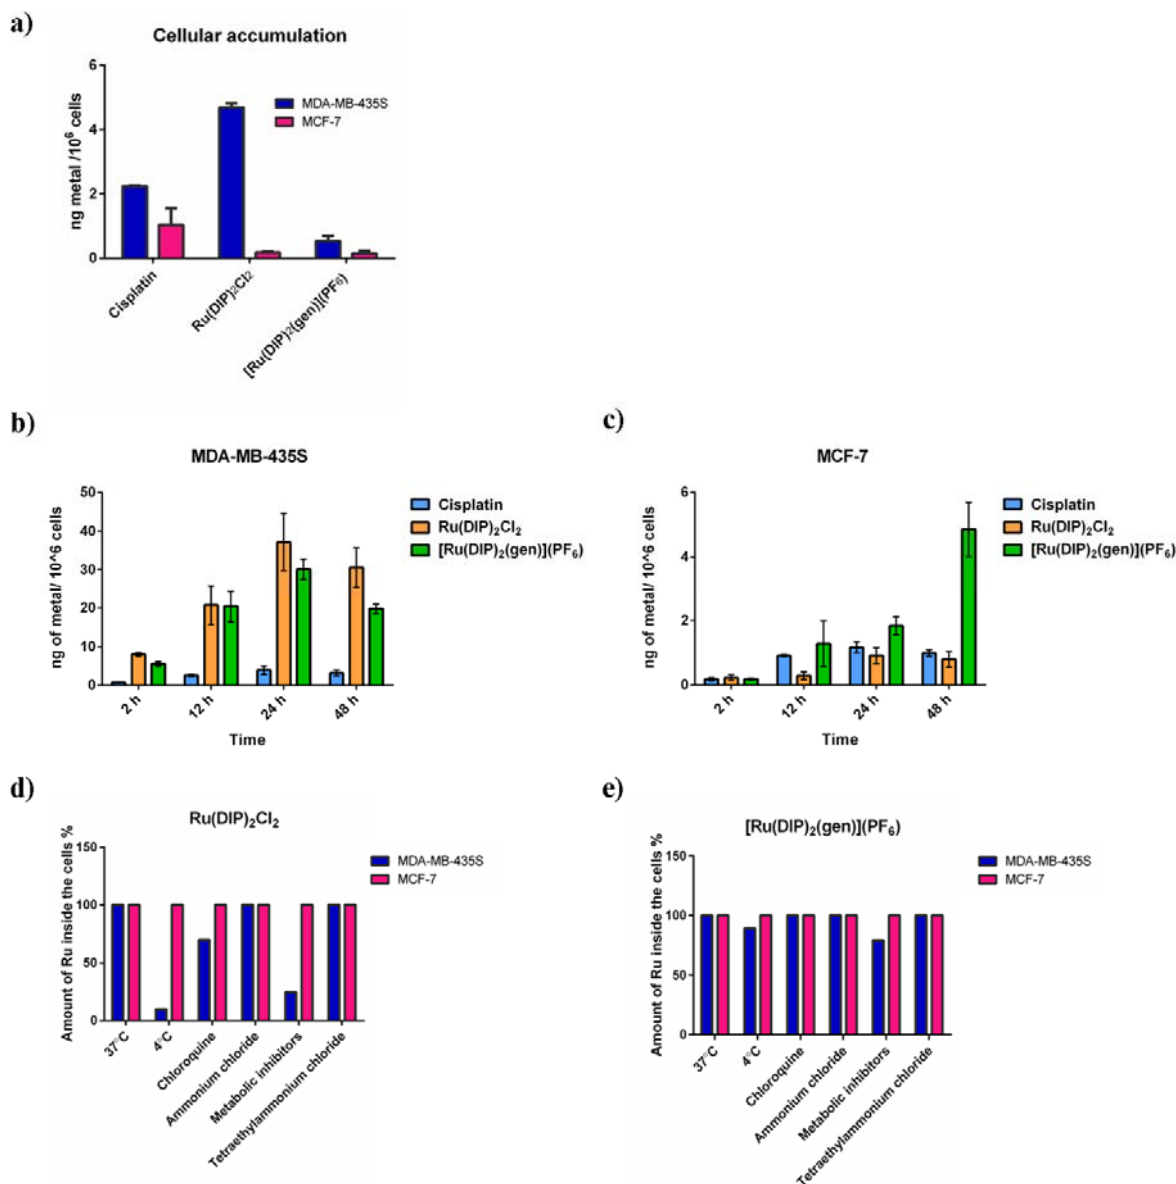 a)
Cellular accumulation
ng metal /10⁶ cells
6
4
2
0
MDA-MB-435S
MCF-7
Cisplatin
Ru(DIP)₂Cl₂
[Ru(DIP)₂(gen)](PF₆)
b)
MDA-MB-435S
ng of metal/ 10^6 cells
50
40
30
20
10
0
Cisplatin
Ru(DIP)₂Cl₂
[Ru(DIP)₂(gen)](PF₆)
2 h
12 h
24 h
48 h
Time
c)
MCF-7
ng of metal/ 10^6 cells
6
4
2
0
Cisplatin
Ru(DIP)₂Cl₂
[Ru(DIP)₂(gen)](PF₆)
2 h
12 h
24 h
48 h
Time
d)
Ru(DIP)₂Cl₂
Amount of Ru inside the cells %
150
100
50
0
MDA-MB-435S
MCF-7
37°C
4°C
Chloroquine
Ammonium chloride
Metabolic inhibitors
Tetraethylammonium chloride
e)
[Ru(DIP)₂(gen)](PF₆)
Amount of Ru inside the cells %
150
100
50
0
MDA-MB-435S
MCF-7
37°C
4°C
Chloroquine
Ammonium chloride
Metabolic inhibitors
Tetraethylammonium chloride